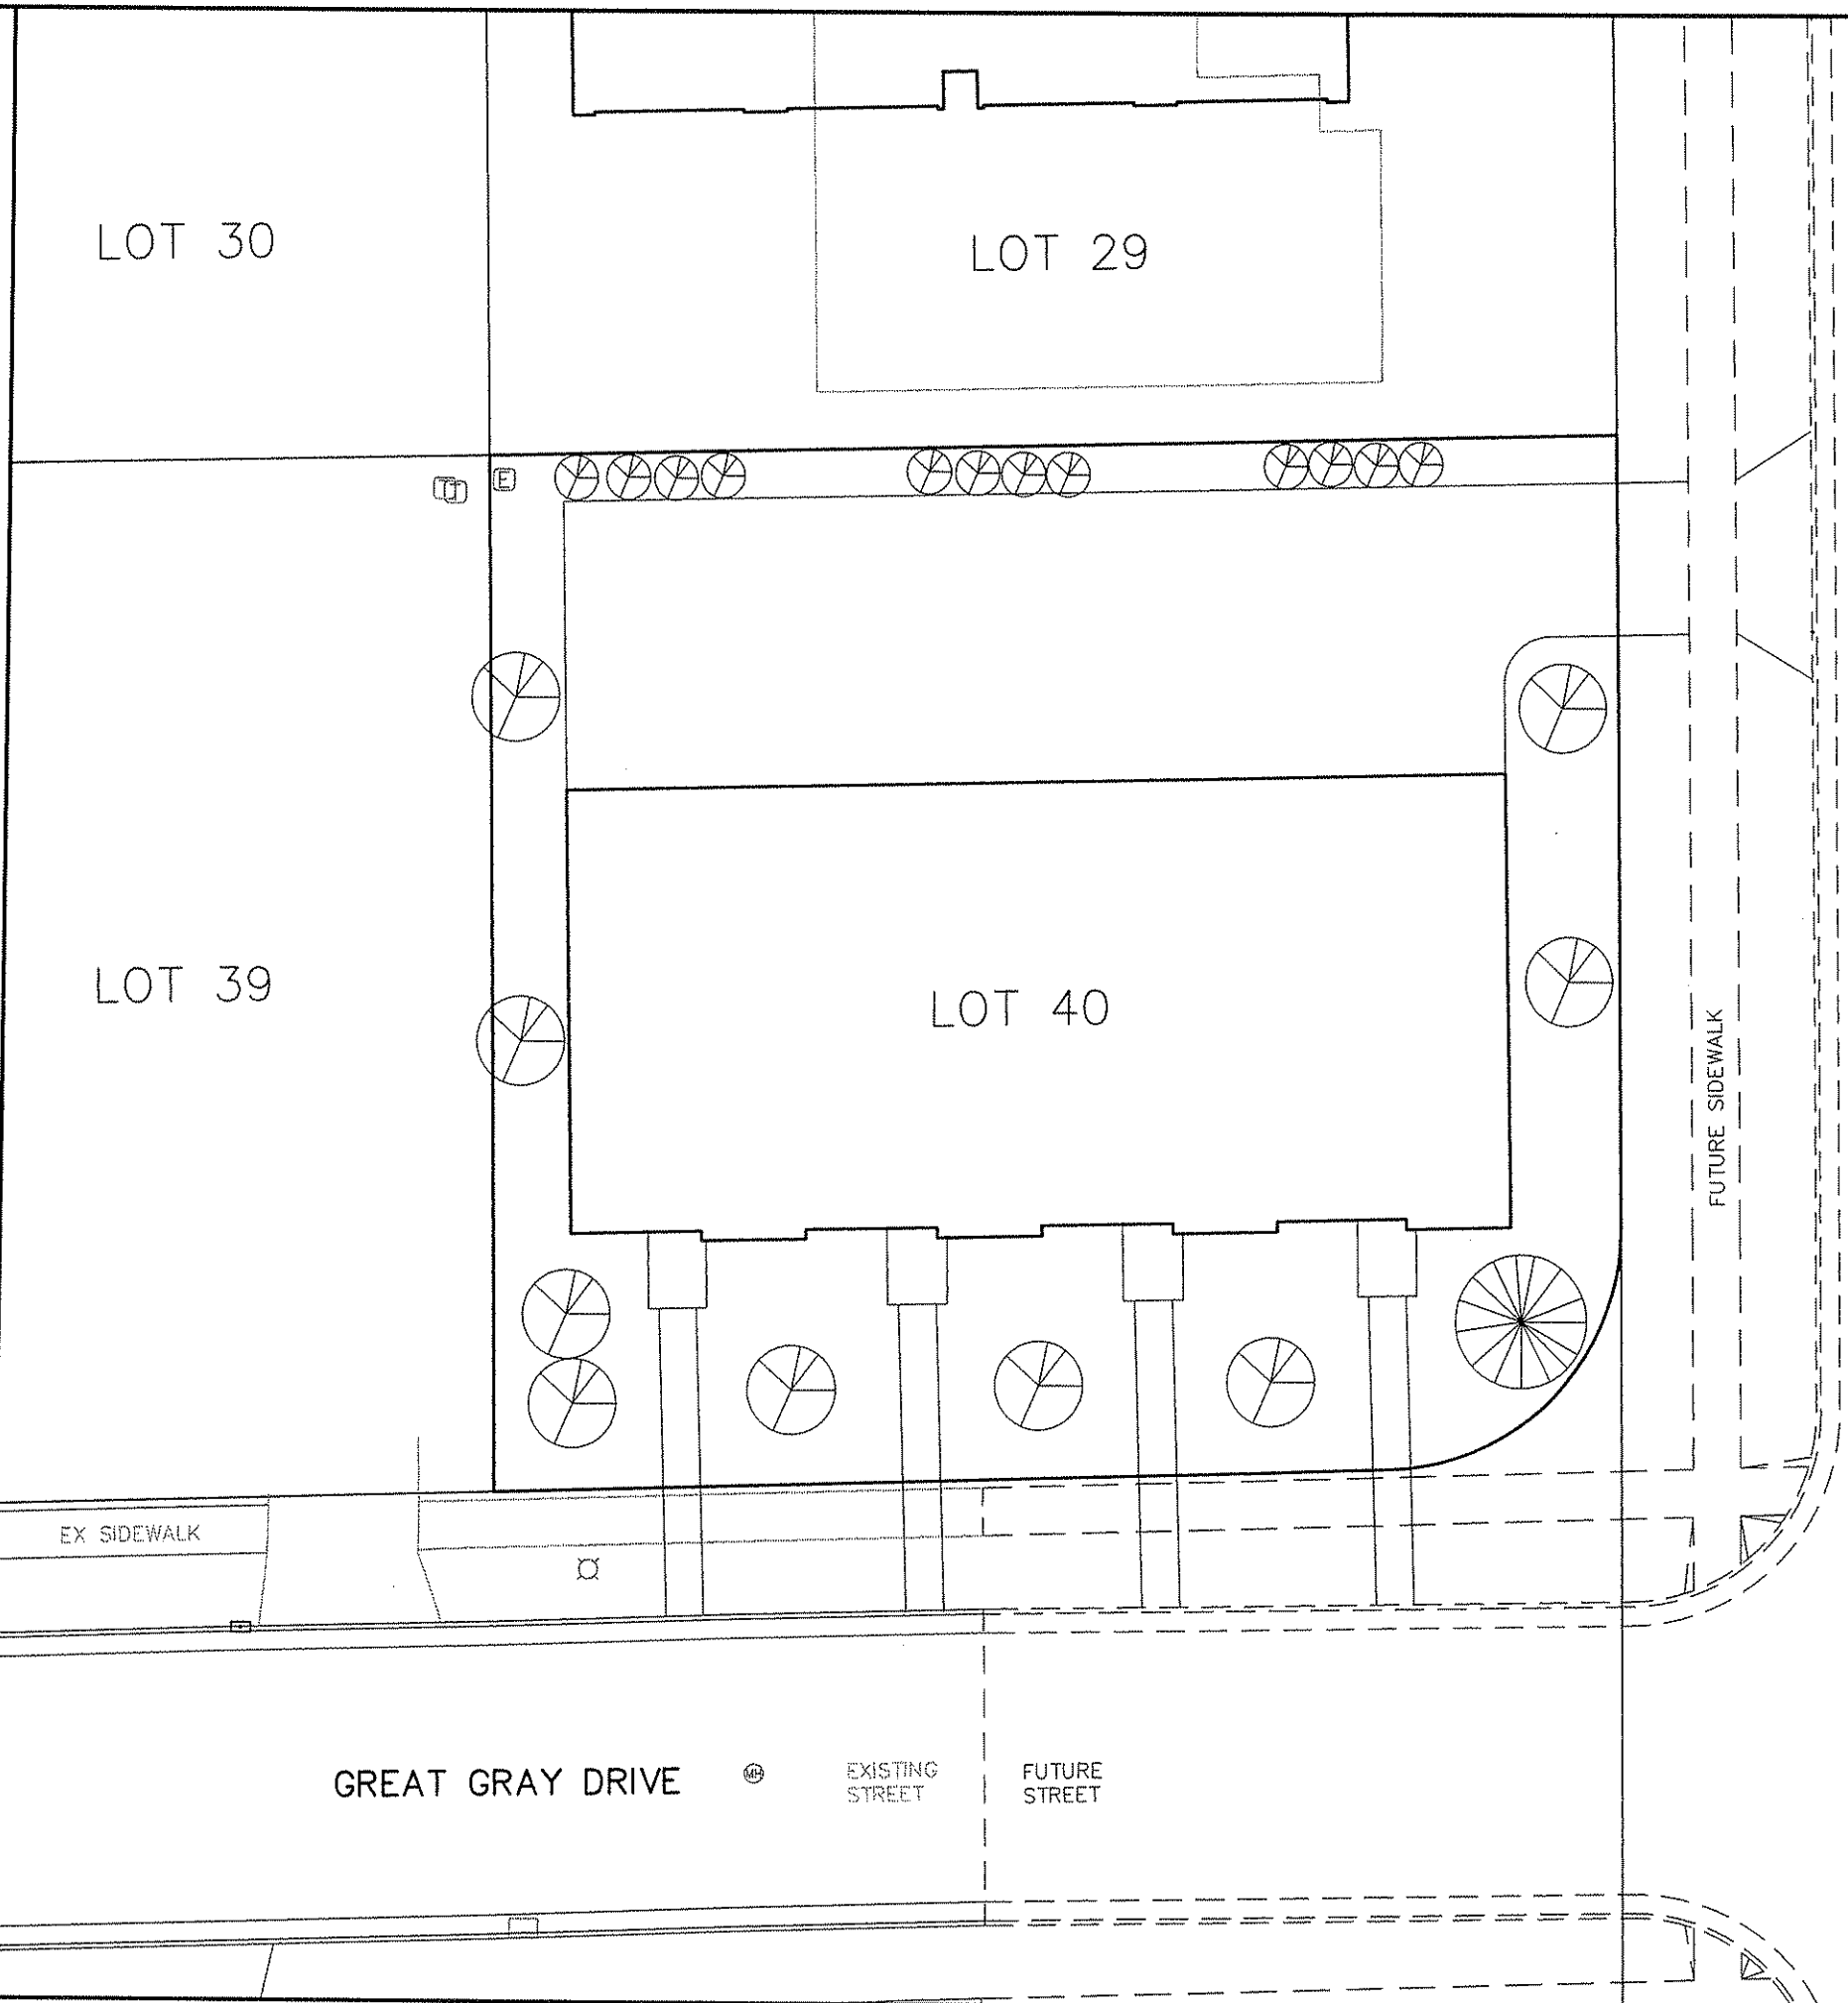 LOT 30
LOT 29
E
LOT 39
LOT 40
FUTURE SIDEWALK
EX SIDEWALK
GREAT GRAY DRIVE
MH
EXISTING
STREET
FUTURE
STREET